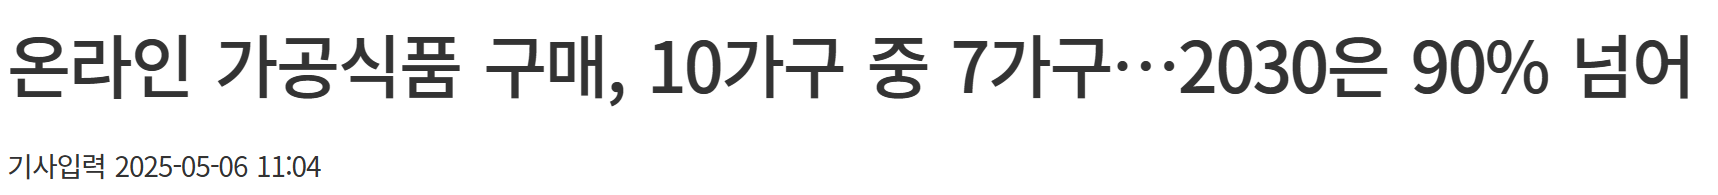 온라인 가공식품 구매, 10가구 중 7가구…2030은 90% 넘어
기사입력 2025-05-06 11:04